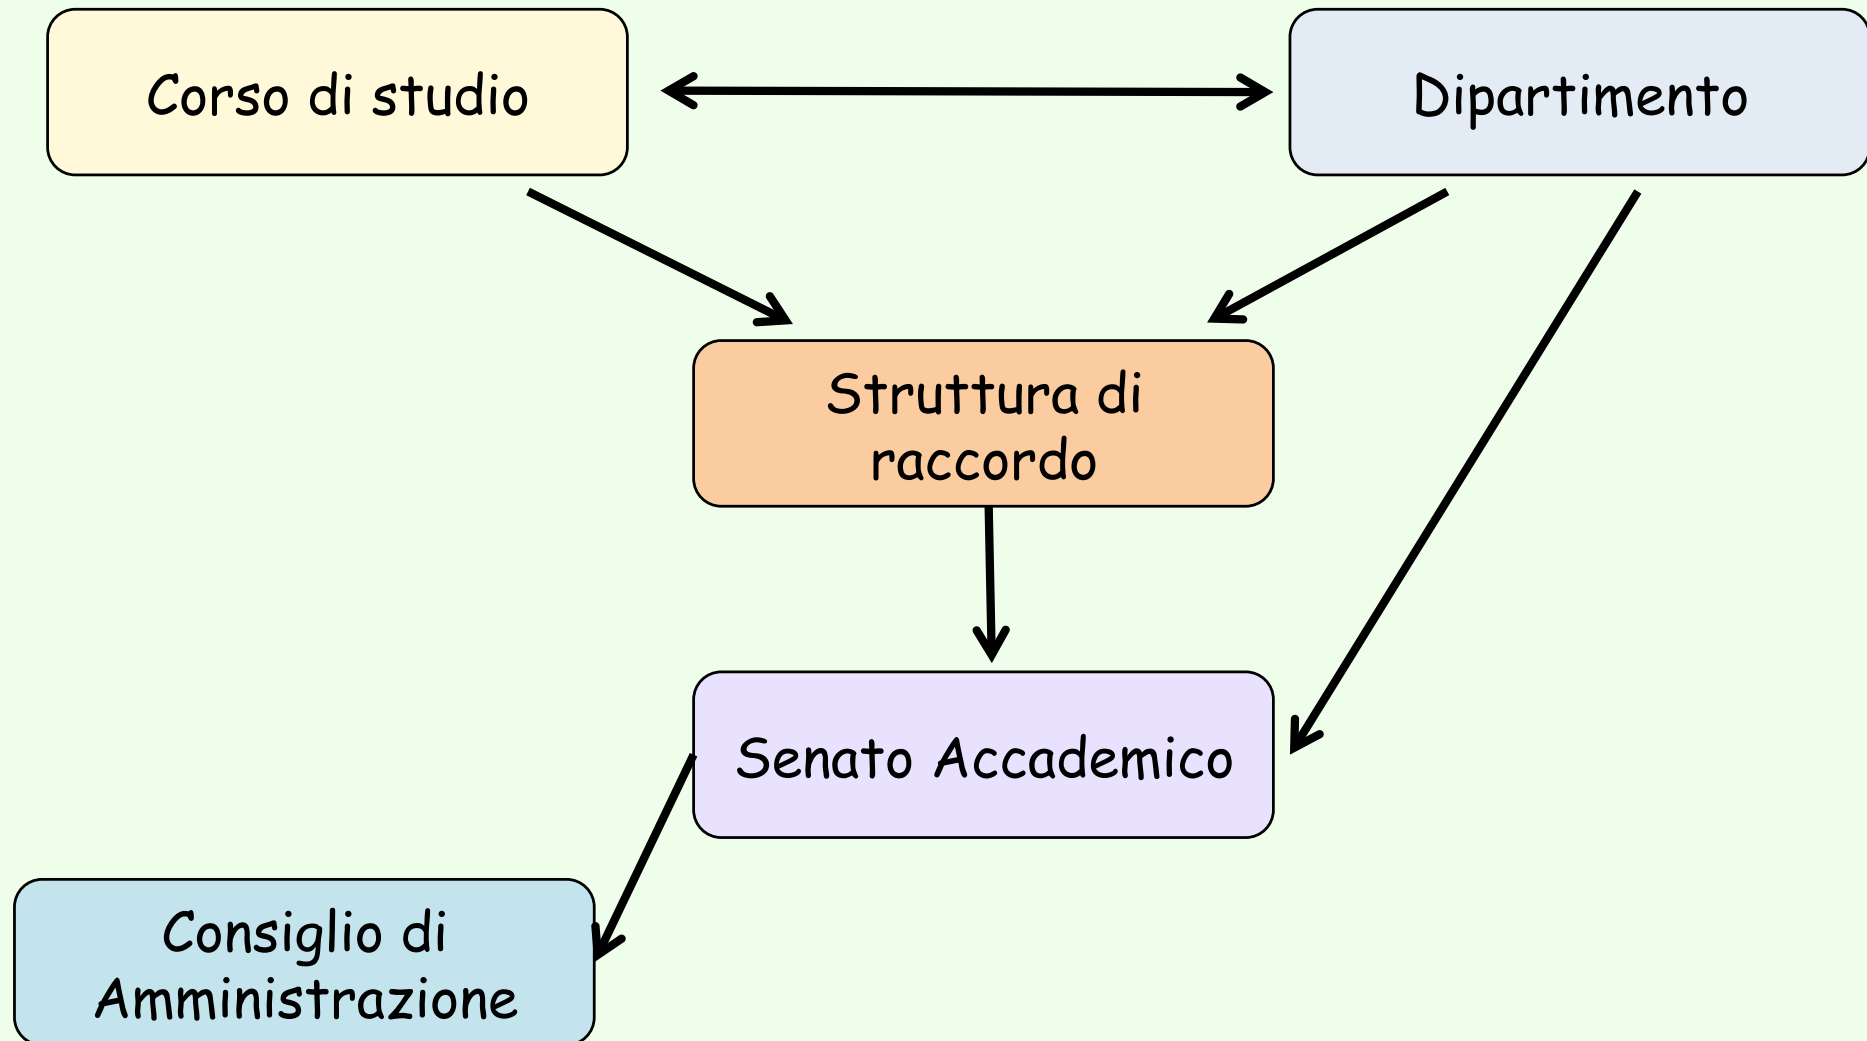 Corso di studio
Dipartimento
Struttura di
raccordo
Senato Accademico
Consiglio di
Amministrazione